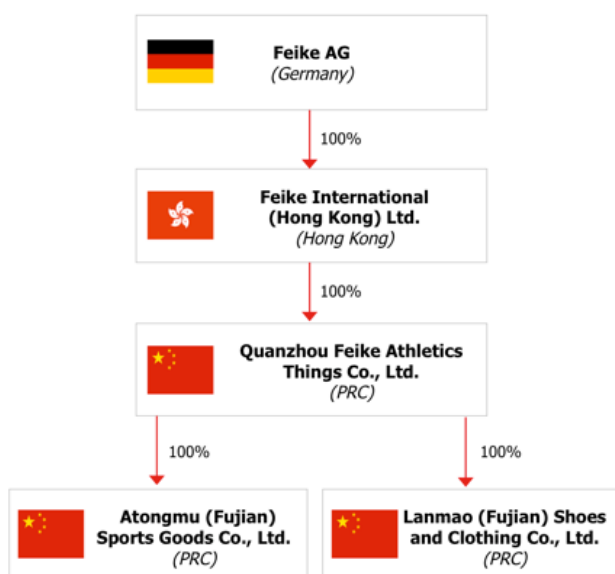 Feike AG
(Germany)
100%
Feike International
(Hong Kong) Ltd.
(Hong Kong)
100%
Quanzhou Feike Athletics
Things Co., Ltd.
(PRC)
100%
100%
Atongmu (Fujian)
Sports Goods Co., Ltd.
(PRC)
Lanmao (Fujian) Shoes
and Clothing Co., Ltd.
(PRC)